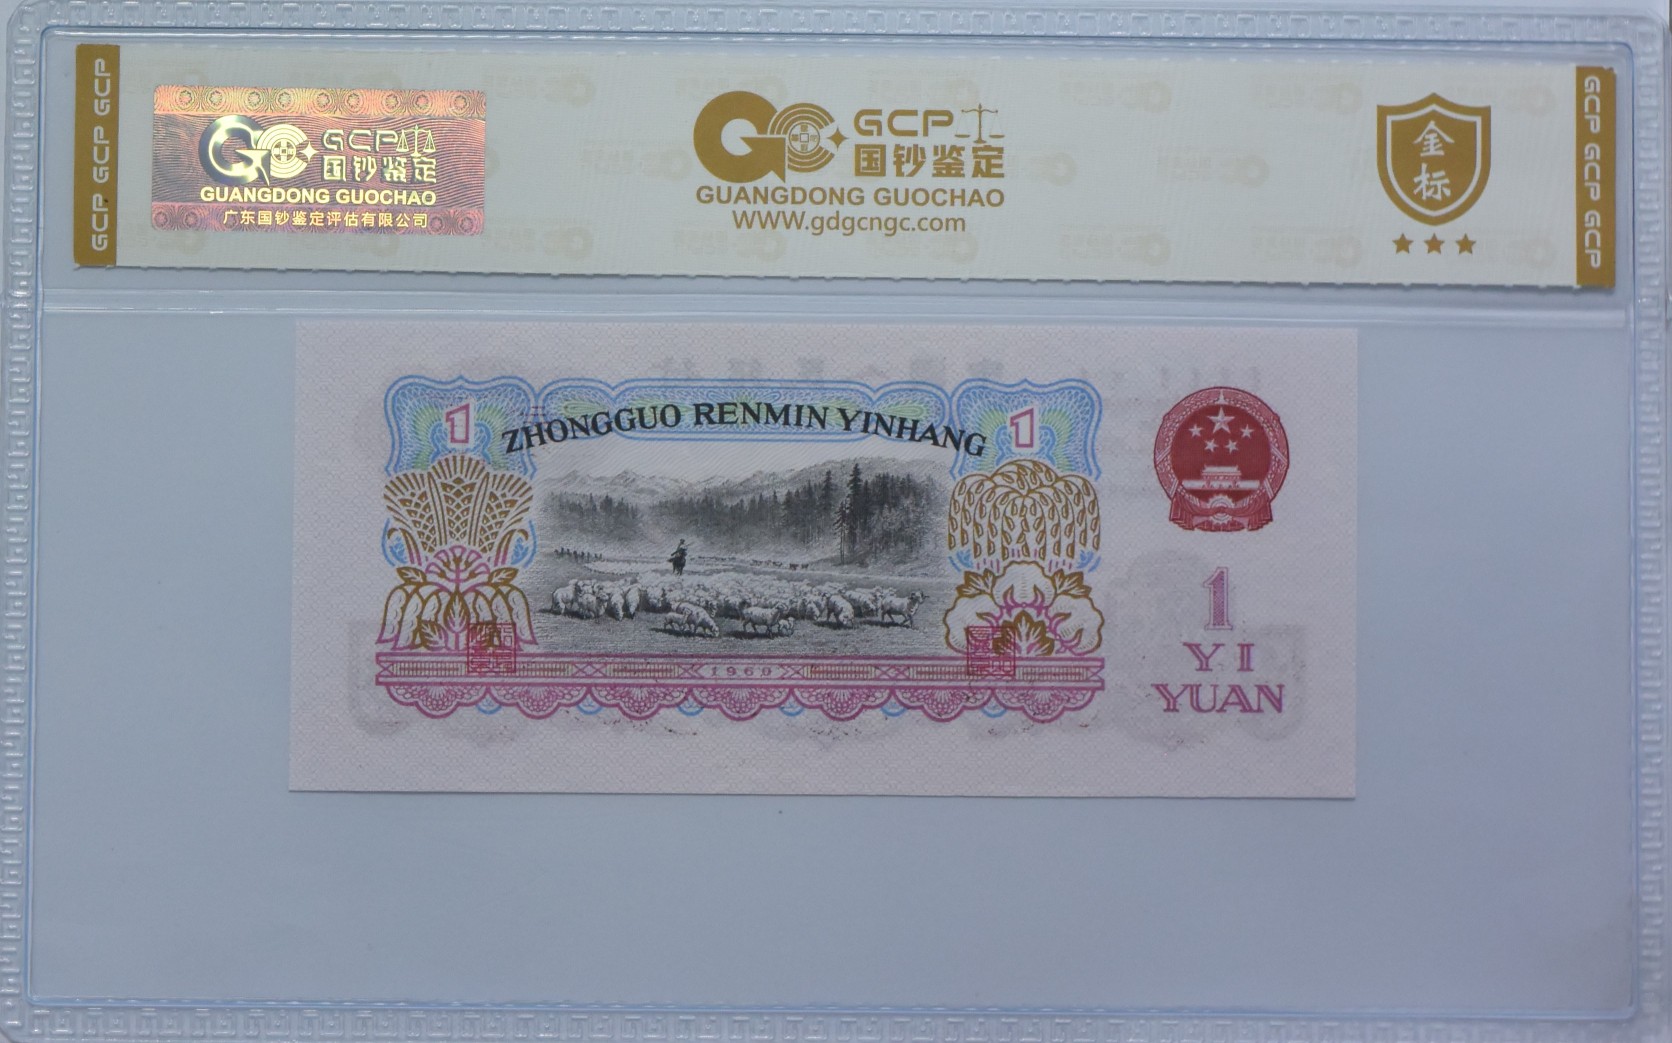 GCP GCP GCP
GC GCP
国钞鉴定
GUANGDONG GUOCHAO
广东国钞鉴定评估有限公司
GC GCP
国钞鉴定
GUANGDONG GUOCHAO
WWW.gdgcngc.com
金
标
GCP GCP GCP
1
ZHONGGUO RENMIN YINHANG
1
1960
1
YI
YUAN